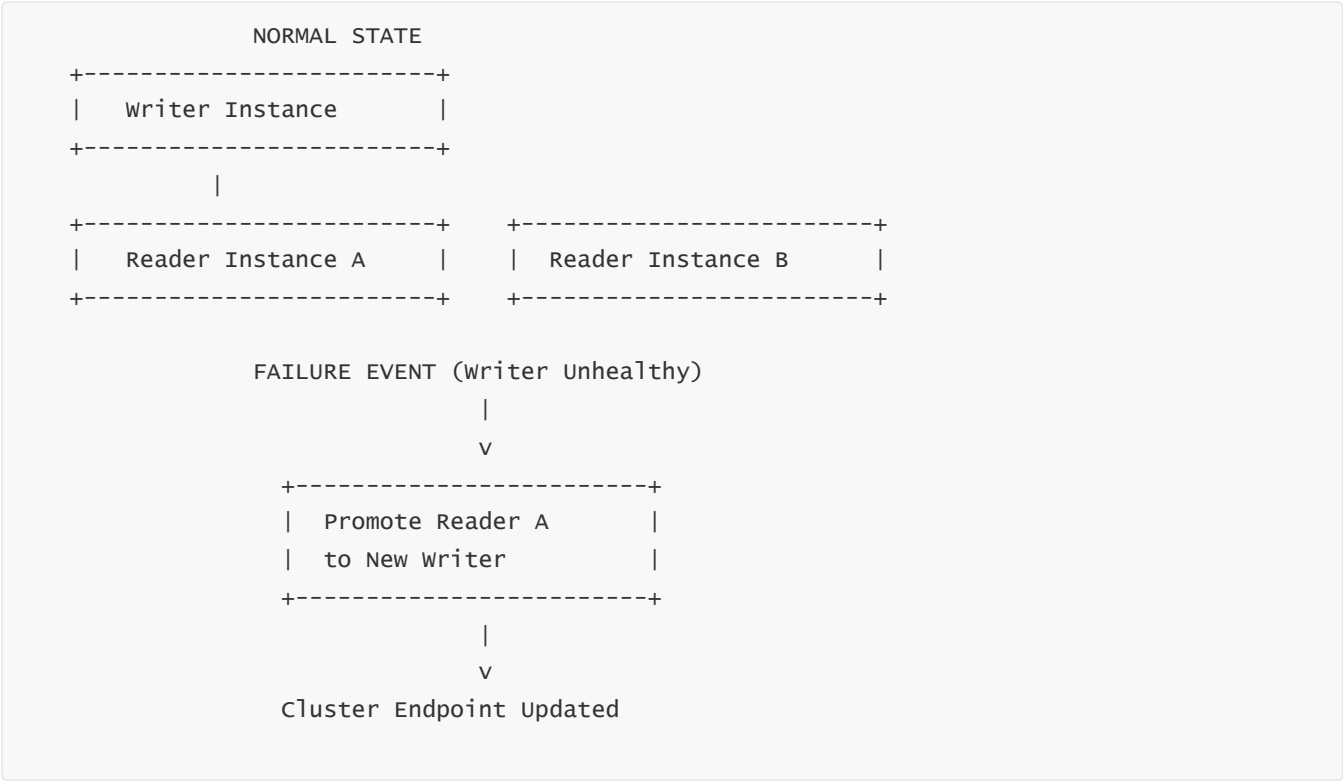 NORMAL STATE
+-------------------------+
|   Writer Instance       |
+-------------------------+
          |
+-------------------------+    +-------------------------+
|   Reader Instance A     |    |  Reader Instance B      |
+-------------------------+    +-------------------------+
FAILURE EVENT (Writer Unhealthy)
|
v
+-------------------------+
|  Promote Reader A       |
|  to New Writer          |
+-------------------------+
|
v
Cluster Endpoint Updated